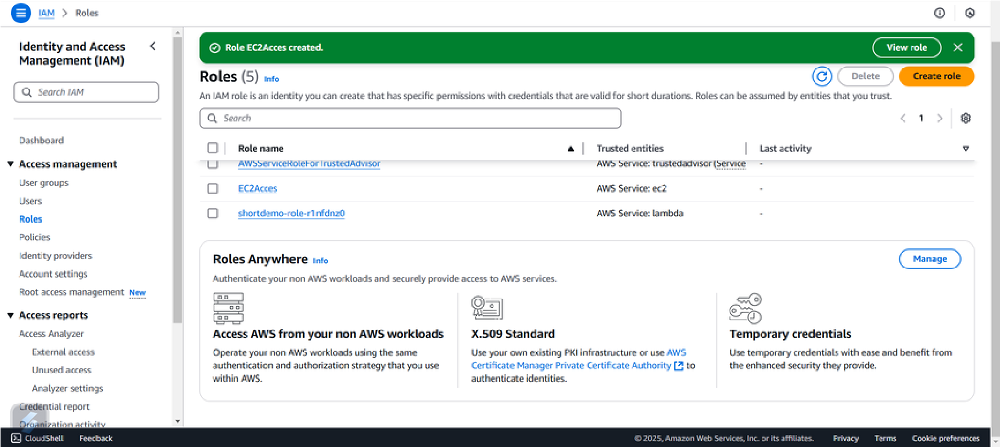 IAM > Roles
Identity and Access
Management (IAM)
Search IAM
Dashboard
Access management
User groups
Users
Roles
Policies
Identity providers
Account settings
Root access management New
Access reports
Access Analyzer
External access
Unused access
Analyzer settings
Credential report
Organization activity
Role EC2Acces created.
View role
Roles (5) Info
Delete
Create role
An IAM role is an identity you can create that has specific permissions with credentials that are valid for short durations. Roles can be assumed by entities that you trust.
Search
1
Role name Trusted entities Last activity
AWSServiceRoleForTrustedAdvisor AWS Service: trustedadvisor (Service -
EC2Acces AWS Service: ec2 -
shortdemo-role-r1nfdnz0 AWS Service: lambda -
Roles Anywhere Info
Manage
Authenticate your non AWS workloads and securely provide access to AWS services.
Access AWS from your non AWS workloads
Operate your non AWS workloads using the same
authentication and authorization strategy that you use
within AWS.
X.509 Standard
Use your own existing PKI infrastructure or use AWS
Certificate Manager Private Certificate Authority to
authenticate identities.
Temporary credentials
Use temporary credentials with ease and benefit from
the enhanced security they provide.
CloudShell Feedback © 2025, Amazon Web Services, Inc. or its affiliates. Privacy Terms Cookie preferences